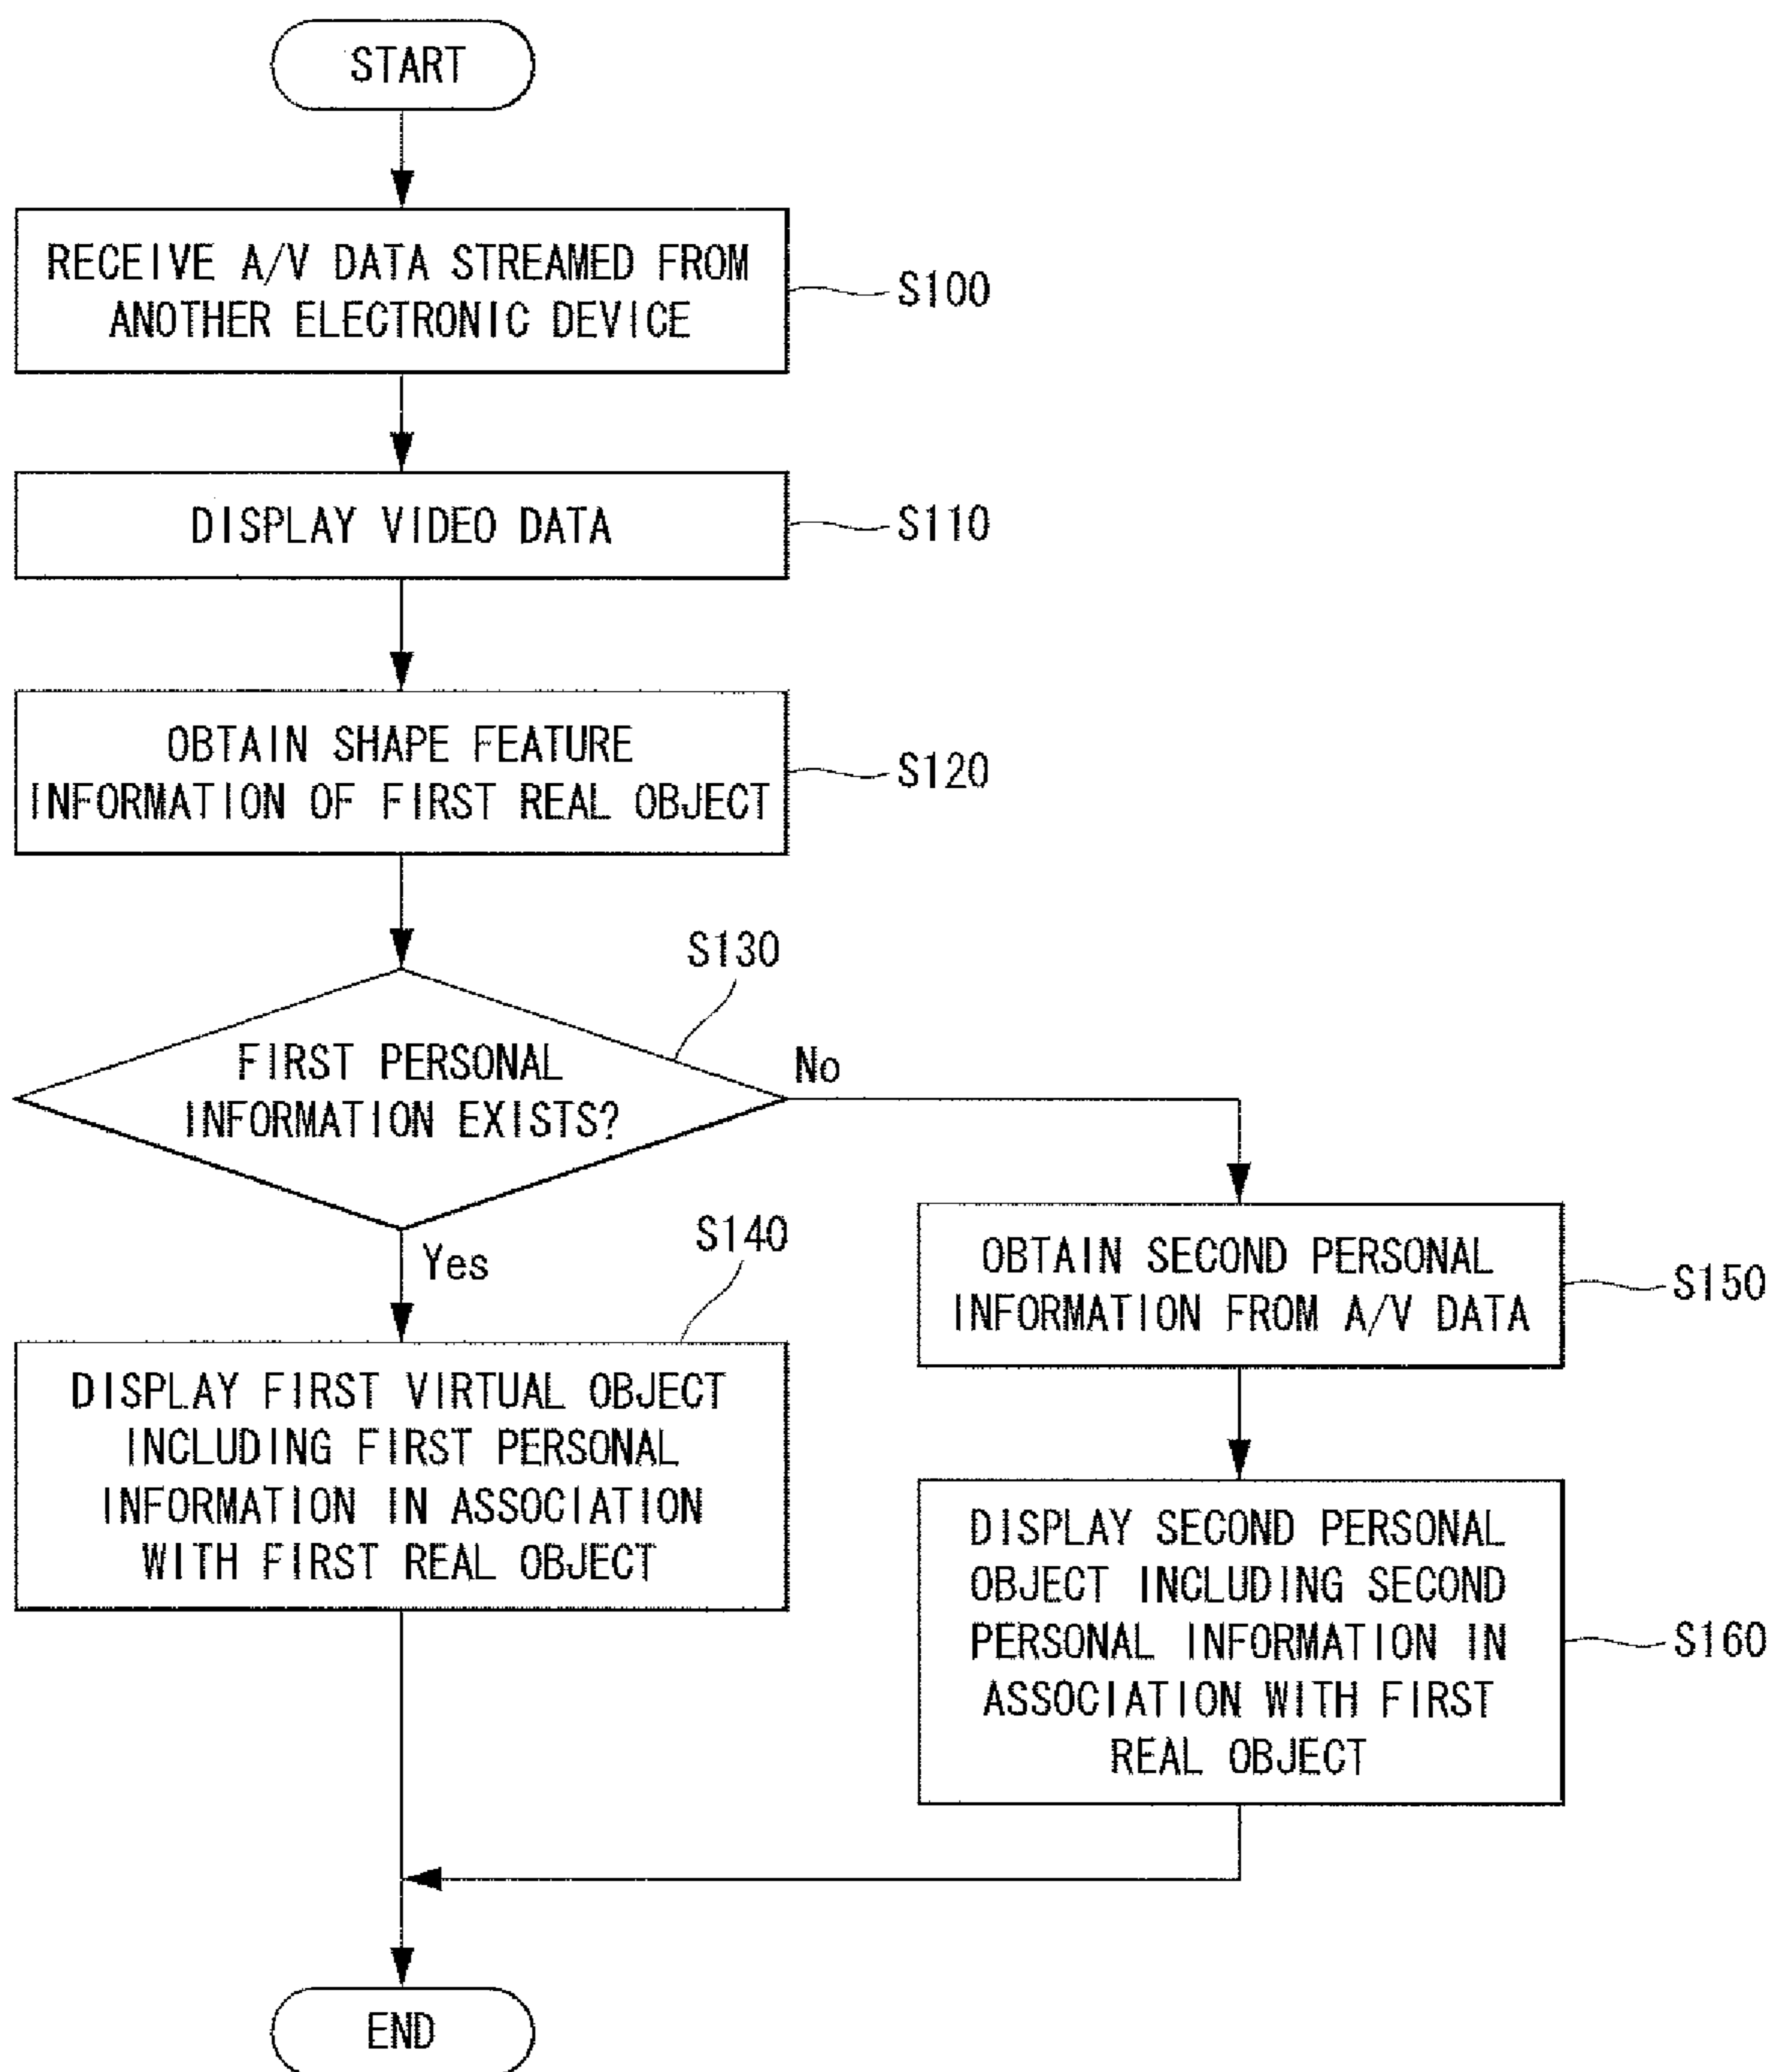 START
RECEIVE A/V DATA STREAMED FROM
ANOTHER ELECTRONIC DEVICE
S100
DISPLAY VIDEO DATA
S110
OBTAIN SHAPE FEATURE
INFORMATION OF FIRST REAL OBJECT
S120
S130
FIRST PERSONAL
INFORMATION EXISTS?
No
Yes
S140
DISPLAY FIRST VIRTUAL OBJECT
INCLUDING FIRST PERSONAL
INFORMATION IN ASSOCIATION
WITH FIRST REAL OBJECT
OBTAIN SECOND PERSONAL
INFORMATION FROM A/V DATA
S150
DISPLAY SECOND PERSONAL
OBJECT INCLUDING SECOND
PERSONAL INFORMATION IN
ASSOCIATION WITH FIRST
REAL OBJECT
S160
END